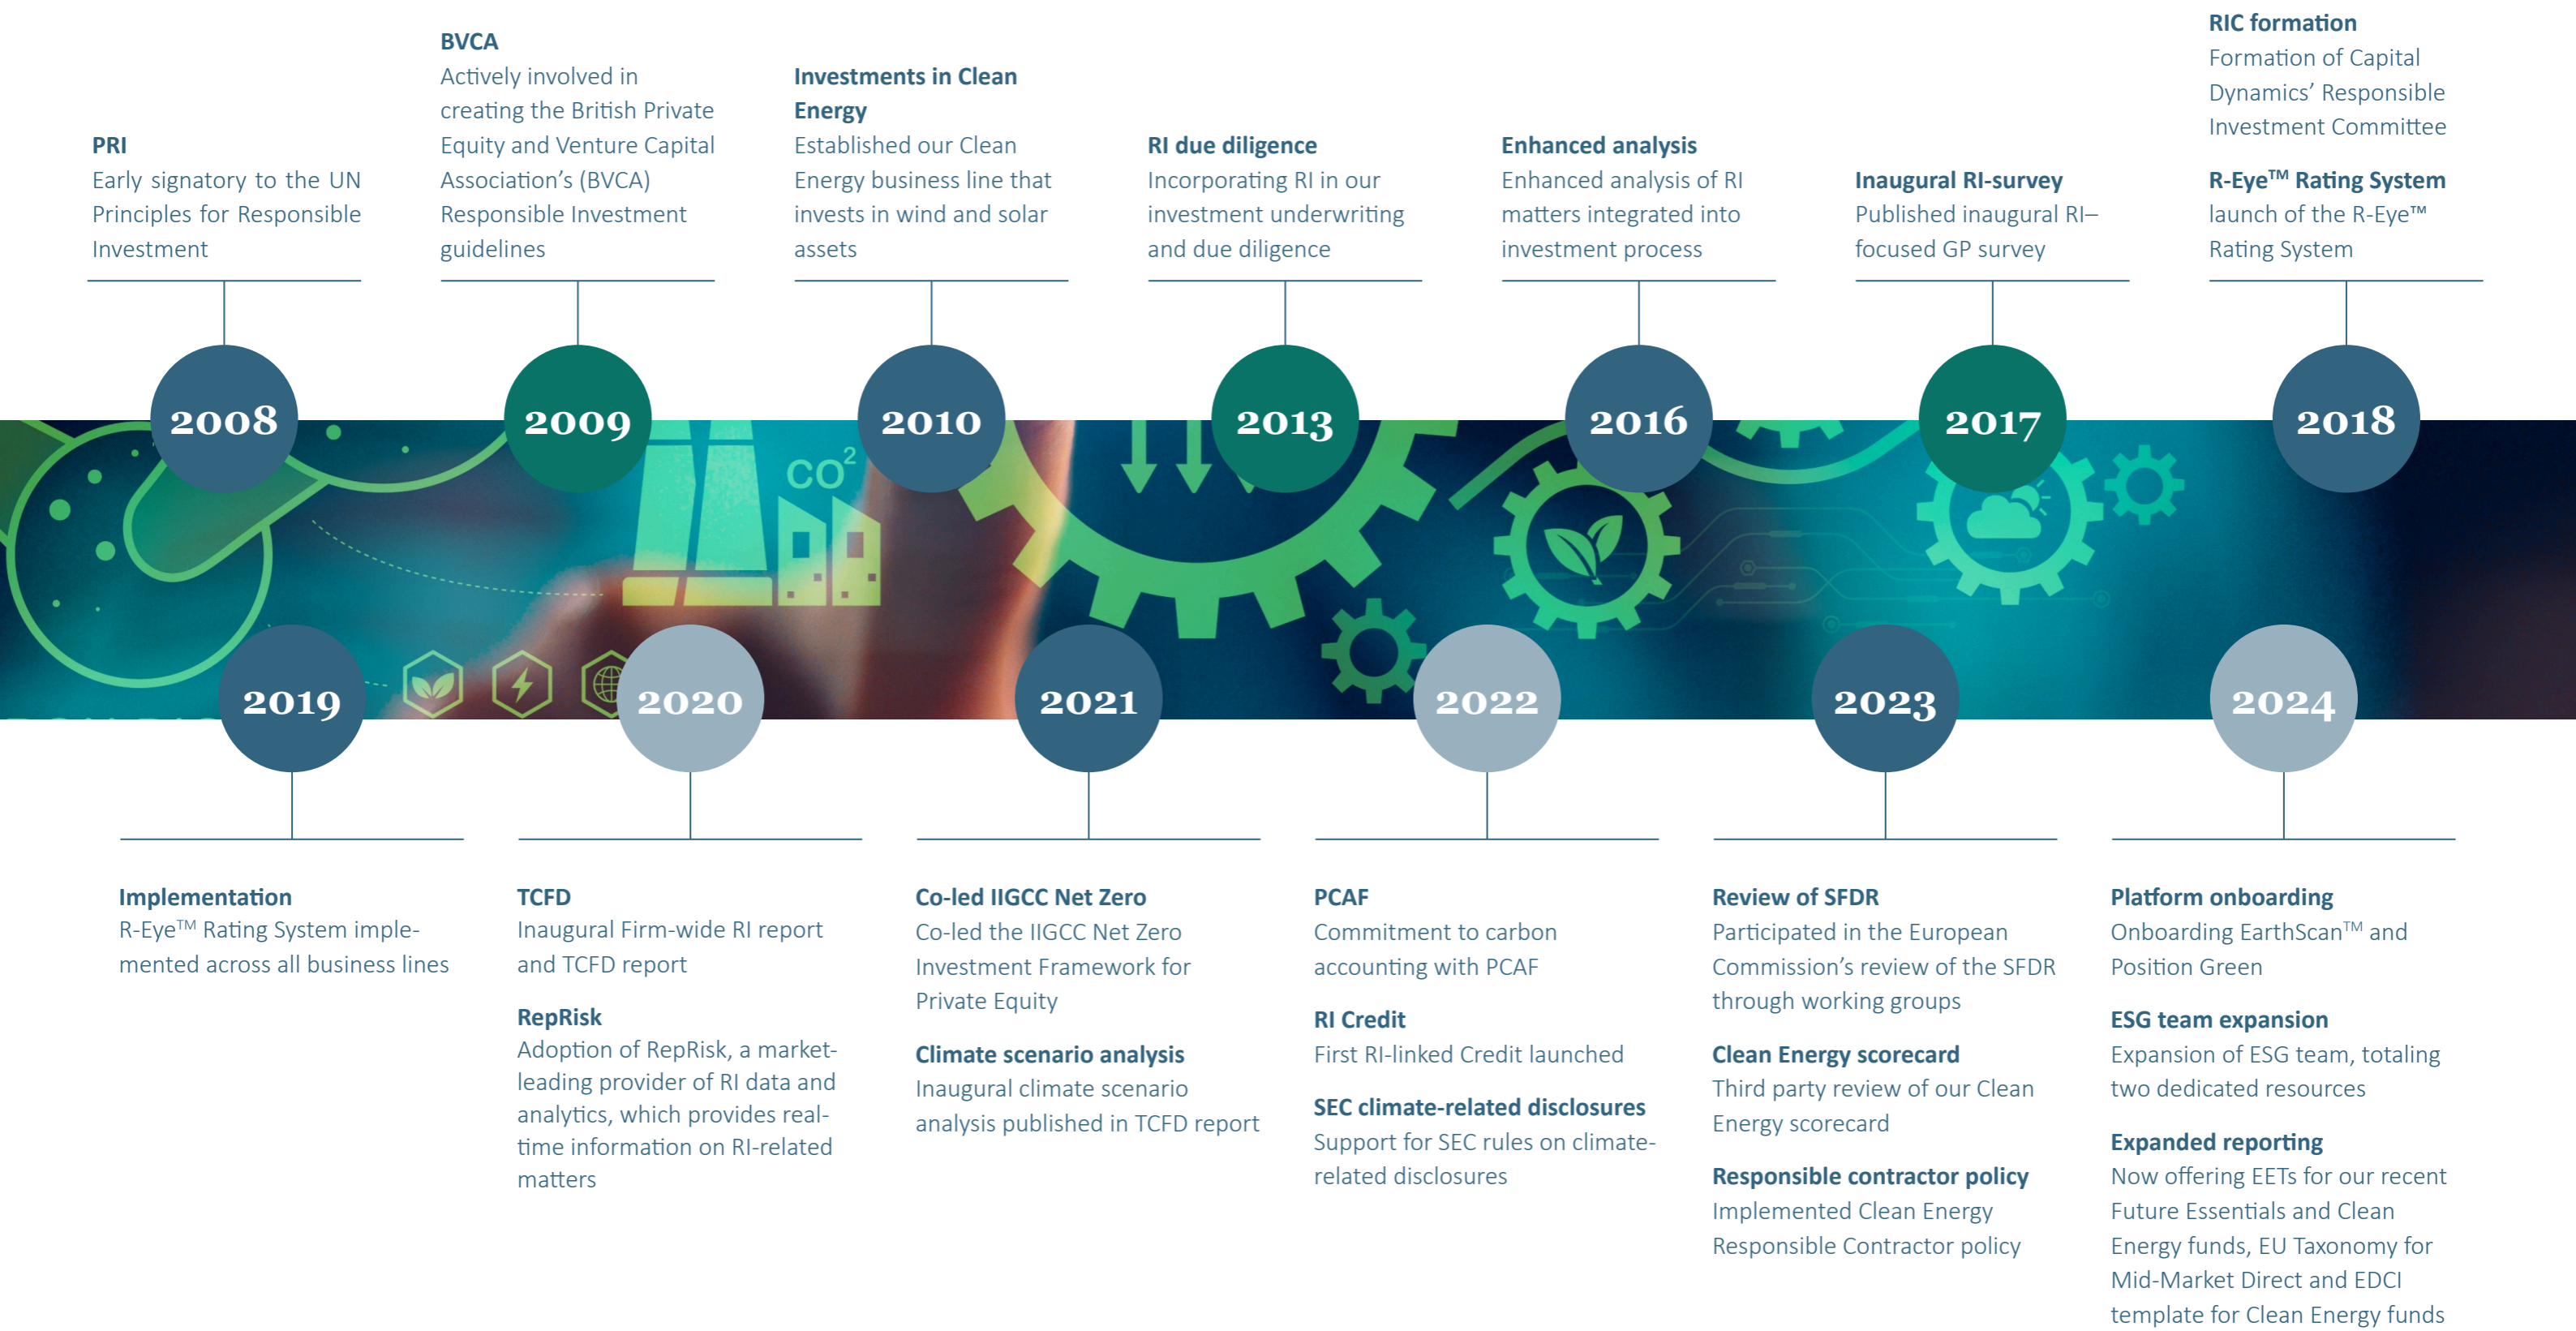 PRI
Early signatory to the UN
Principles for Responsible
Investment
BVCA
Actively involved in
creating the British Private
Equity and Venture Capital
Association’s (BVCA)
Responsible Investment
guidelines
Investments in Clean
Energy
Established our Clean
Energy business line that
invests in wind and solar
assets
RI due diligence
Incorporating RI in our
investment underwriting
and due diligence
Enhanced analysis
Enhanced analysis of RI
matters integrated into
investment process
Inaugural RI-survey
Published inaugural RI–
focused GP survey
RIC formation
Formation of Capital
Dynamics’ Responsible
Investment Committee
R-Eye™ Rating System
launch of the R-Eye™
Rating System
2008
2009
2010
2013
2016
2017
2018
CO²
2019
2020
2021
2022
2023
2024
Implementation
R-Eye™ Rating System imple-
mented across all business lines
TCFD
Inaugural Firm-wide RI report
and TCFD report
RepRisk
Adoption of RepRisk, a market-
leading provider of RI data and
analytics, which provides real-
time information on RI-related
matters
Co-led IIGCC Net Zero
Co-led the IIGCC Net Zero
Investment Framework for
Private Equity
Climate scenario analysis
Inaugural climate scenario
analysis published in TCFD report
PCAF
Commitment to carbon
accounting with PCAF
RI Credit
First RI-linked Credit launched
SEC climate-related disclosures
Support for SEC rules on climate-
related disclosures
Review of SFDR
Participated in the European
Commission’s review of the SFDR
through working groups
Clean Energy scorecard
Third party review of our Clean
Energy scorecard
Responsible contractor policy
Implemented Clean Energy
Responsible Contractor policy
Platform onboarding
Onboarding EarthScan™ and
Position Green
ESG team expansion
Expansion of ESG team, totaling
two dedicated resources
Expanded reporting
Now offering EETs for our recent
Future Essentials and Clean
Energy funds, EU Taxonomy for
Mid-Market Direct and EDCI
template for Clean Energy funds